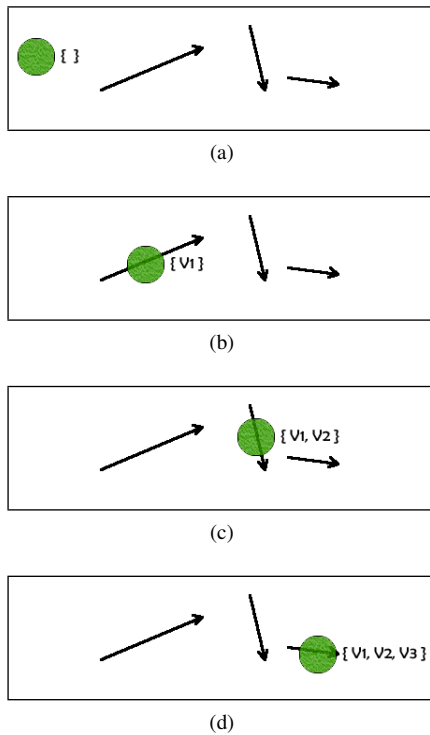 { }
(a)
{ V1 }
(b)
{ V1, V2 }
(c)
{ V1, V2, V3 }
(d)